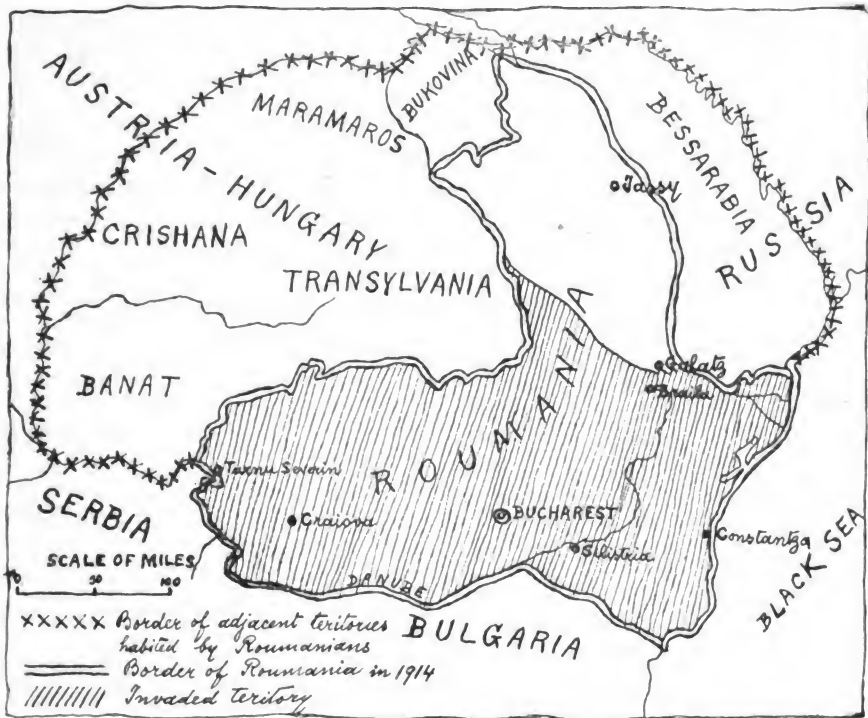 AUSTRIA-HUNGARY
MARAMAROS
BUKOVINA
BESSARABIA
RUSSIA
Jassy
CRISHANA
TRANSYLVANIA
BANAT
ROUMANIA
Galatz
Braila
Turnu Severin
SERBIA
Craiova
BUCHAREST
Silistria
Constantza
BLACK SEA
DANUBE
BULGARIA
SCALE OF MILES
0 50 100
xxxxx Border of adjacent teritories
habited by Roumanians
Border of Roumania in 1914
Invaded teritory